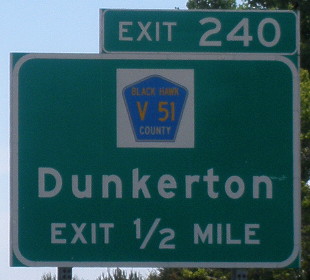 EXIT 240
BLACK HAWK
V 51
COUNTY
Dunkerton
EXIT 1/2 MILE